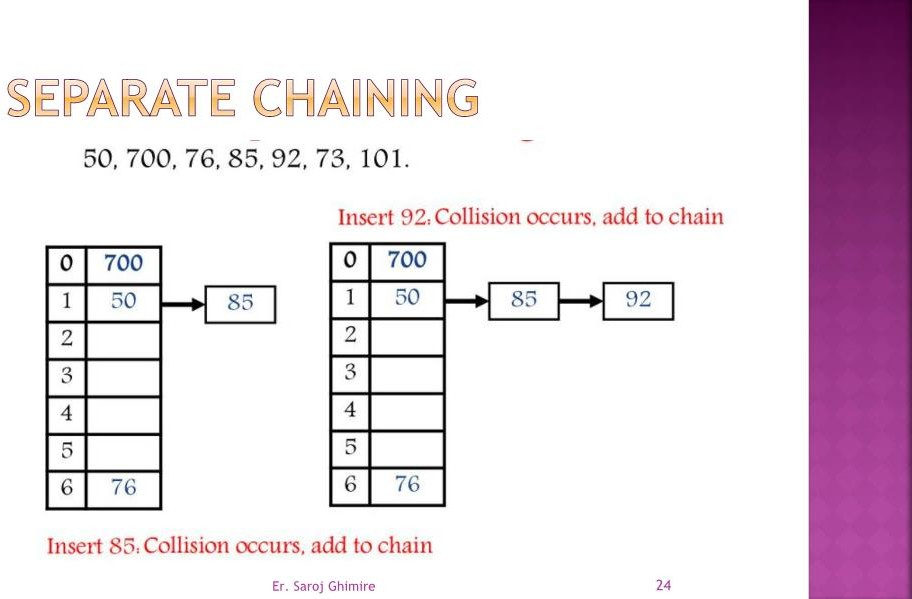 SEPARATE CHAINING
50, 700, 76, 85, 92, 73, 101.
Insert 92: Collision occurs, add to chain
0 700
1 50 85
2
3
4
5
6 76
0 700
1 50 85 92
2
3
4
5
6 76
Insert 85: Collision occurs, add to chain
Er. Saroj Ghimire 24